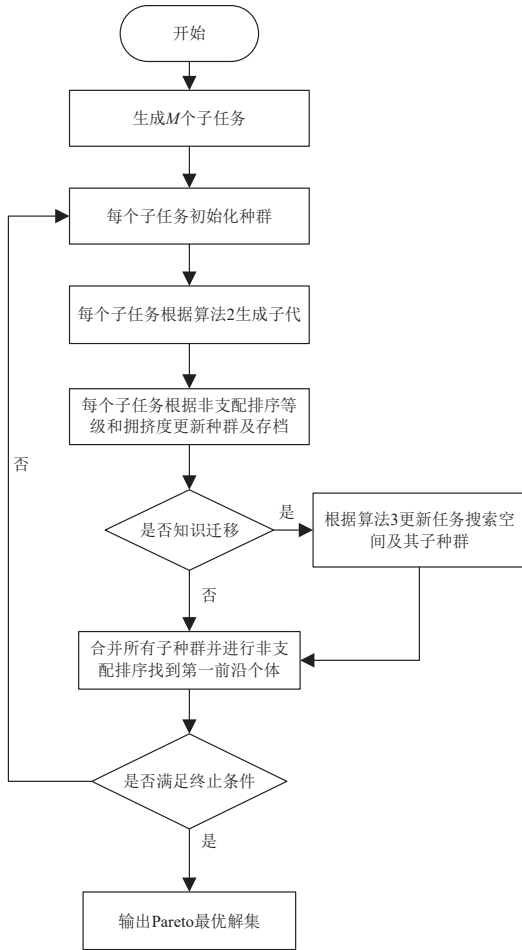 开始
生成M个子任务
每个子任务初始化种群
每个子任务根据算法2生成子代
每个子任务根据非支配排序等
级和拥挤度更新种群及存档
否
是否知识迁移
是
根据算法3更新任务搜索空
间及其子种群
否
合并所有子种群并进行非支
配排序找到第一前沿个体
是否满足终止条件
是
输出Pareto最优解集